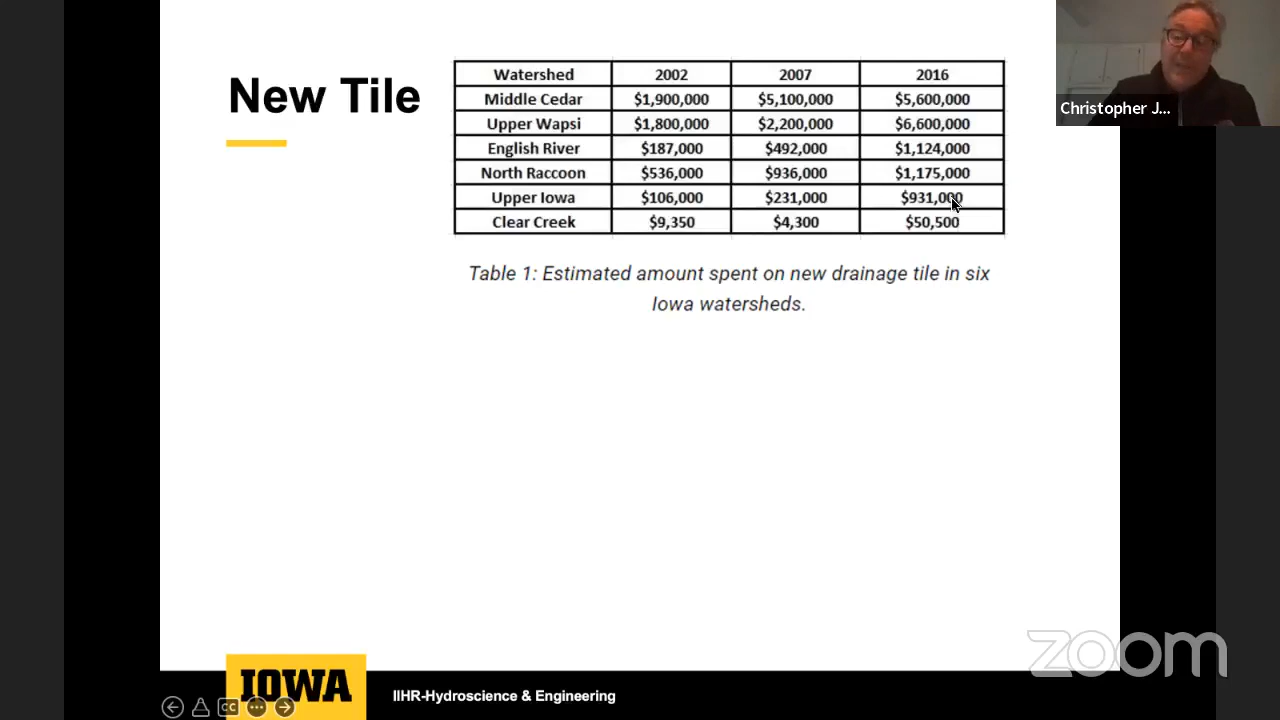 New Tile
Watershed 2002 2007 2016
Middle Cedar $1,900,000 $5,100,000 $5,600,000
Upper Wapsi $1,800,000 $2,200,000 $6,600,000
English River $187,000 $492,000 $1,124,000
North Raccoon $536,000 $936,000 $1,175,000
Upper Iowa $106,000 $231,000 $931,000
Clear Creek $9,350 $4,300 $50,500
Table 1: Estimated amount spent on new drainage tile in six
Iowa watersheds.
Christopher J...
zoom
IOWA
IIHR-Hydroscience & Engineering
CC